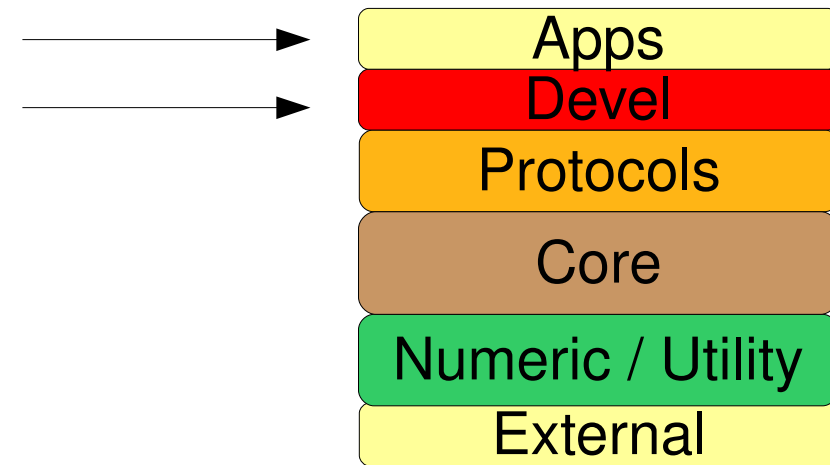 Apps
Devel
Protocols
Core
Numeric / Utility
External